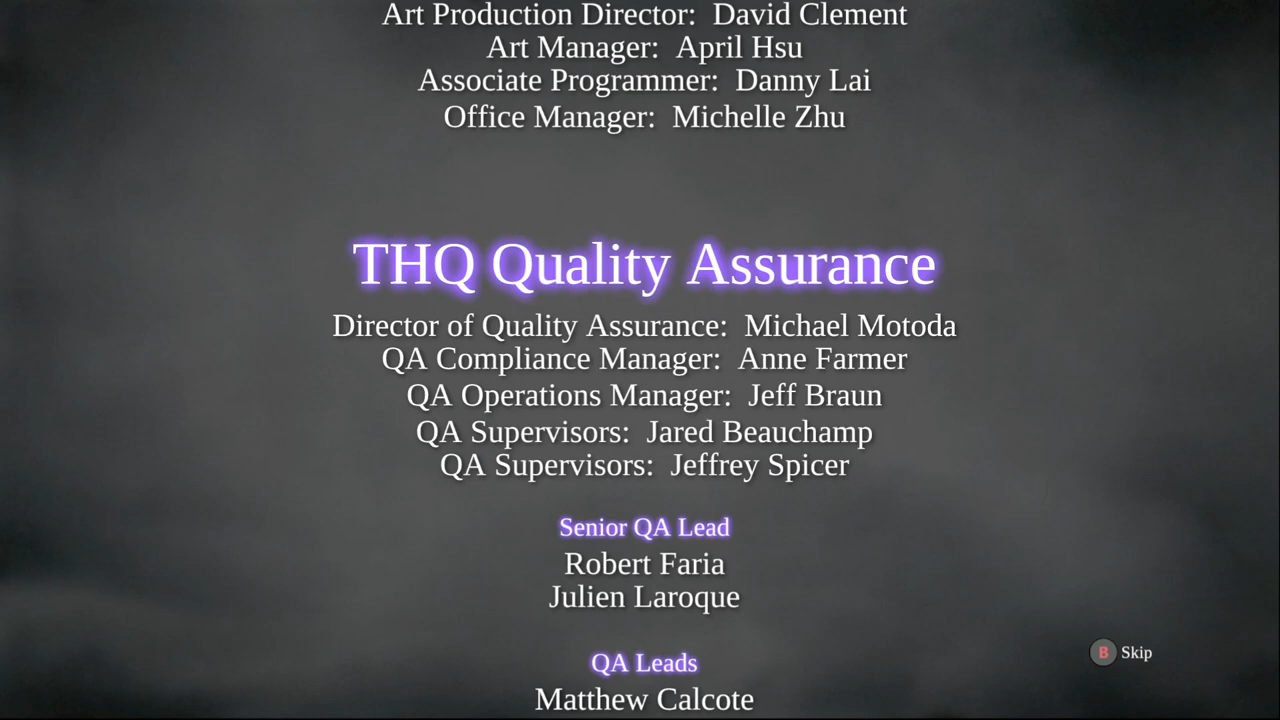 Art Production Director: David Clement
Art Manager: April Hsu
Associate Programmer: Danny Lai
Office Manager: Michelle Zhu
THQ Quality Assurance
Director of Quality Assurance: Michael Motoda
QA Compliance Manager: Anne Farmer
QA Operations Manager: Jeff Braun
QA Supervisors: Jared Beauchamp
QA Supervisors: Jeffrey Spicer
Senior QA Lead
Robert Faria
Julien Laroque
B Skip
QA Leads
Matthew Calcote